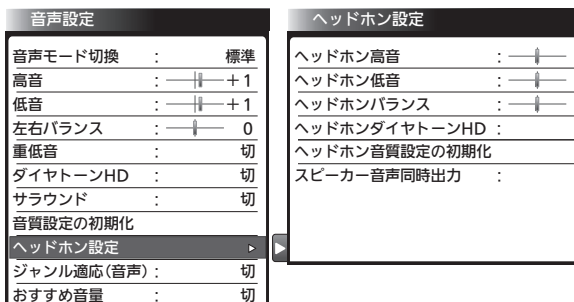 音声設定
音声モード切換 : 標準
高音 : +1
低音 : +1
左右バランス : 0
重低音 : 切
ダイヤトーンHD : 切
サラウンド : 切
音質設定の初期化
ヘッドホン設定
ジャンル適応(音声) : 切
おすすめ音量 : 切
ヘッドホン設定
ヘッドホン高音 :
ヘッドホン低音 :
ヘッドホンバランス :
ヘッドホンダイヤトーンHD :
ヘッドホン音質設定の初期化
スピーカー音声同時出力 :